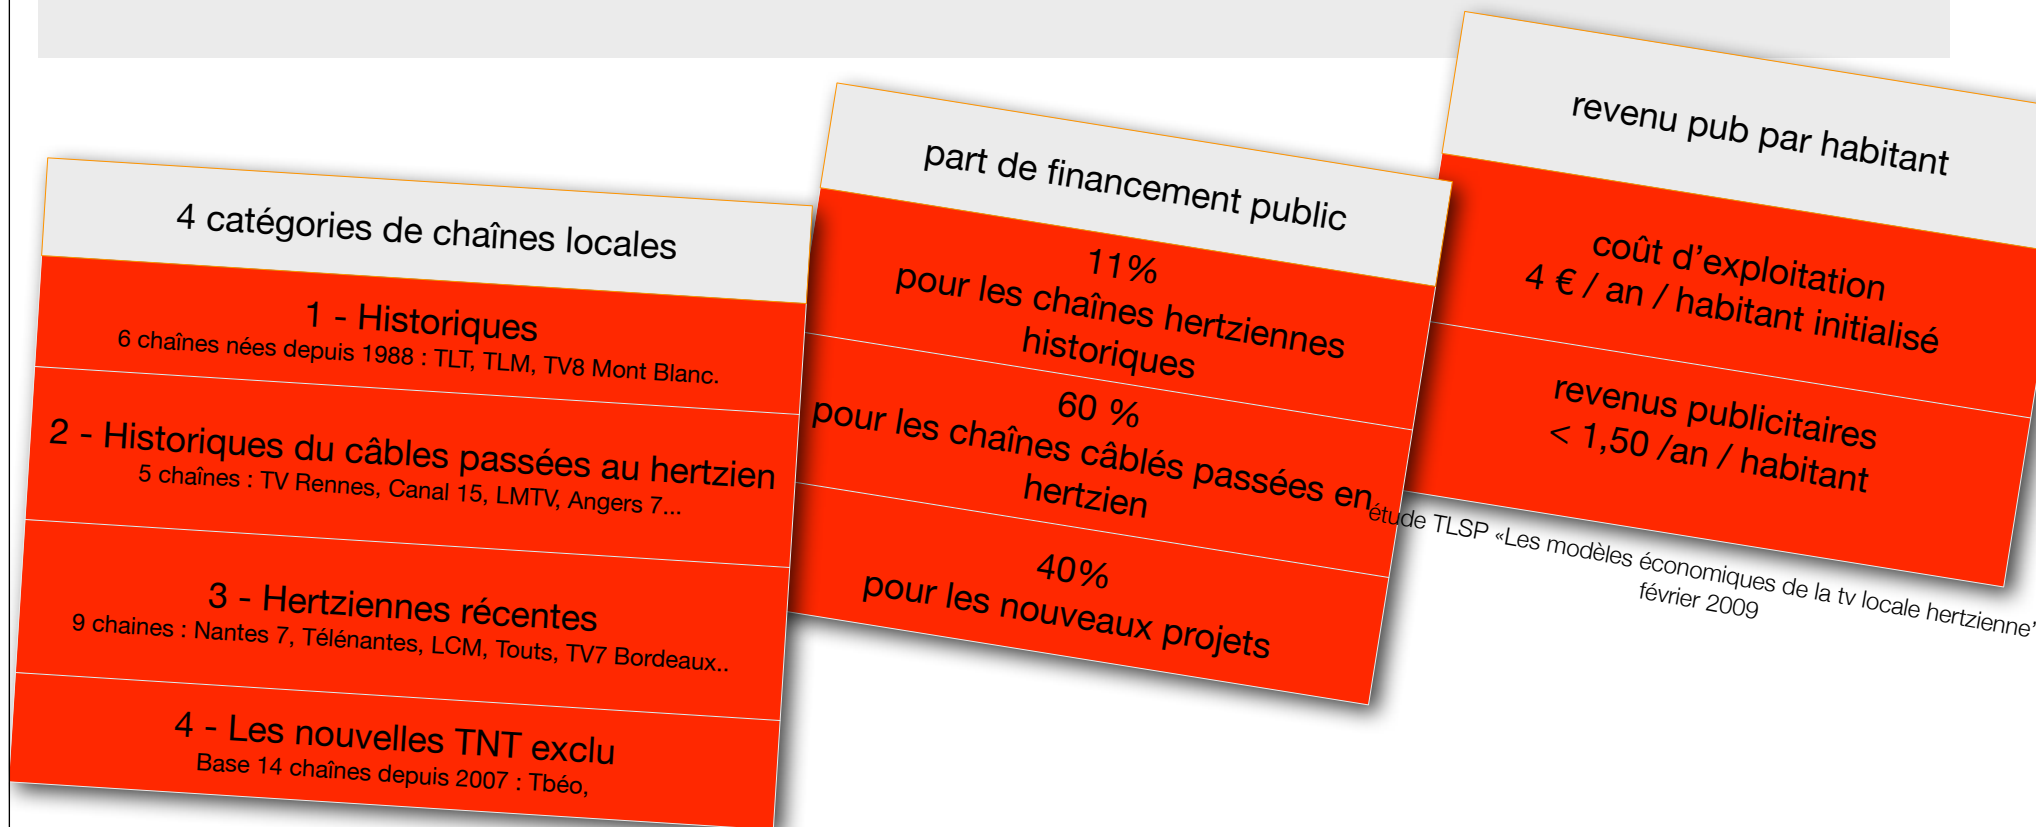 4 catégories de chaînes locales
1 - Historiques
6 chaînes nées depuis 1988 : TLT, TLM, TV8 Mont Blanc.
2 - Historiques du câbles passées au hertzien
5 chaînes : TV Rennes, Canal 15, LMTV, Angers 7...
3 - Hertziennes récentes
9 chaines : Nantes 7, Télénantes, LCM, Touts, TV7 Bordeaux..
4 - Les nouvelles TNT exclu
Base 14 chaînes depuis 2007 : Tbéo,
part de financement public
11%
pour les chaînes hertziennes
historiques
60 %
pour les chaînes câblés passées en
hertzien
40%
pour les nouveaux projets
revenu pub par habitant
coût d’exploitation
4 € / an / habitant initialisé
revenus publicitaires
< 1,50 /an / habitant
étude TLSP «Les modèles économiques de la tv locale hertzienne’
février 2009